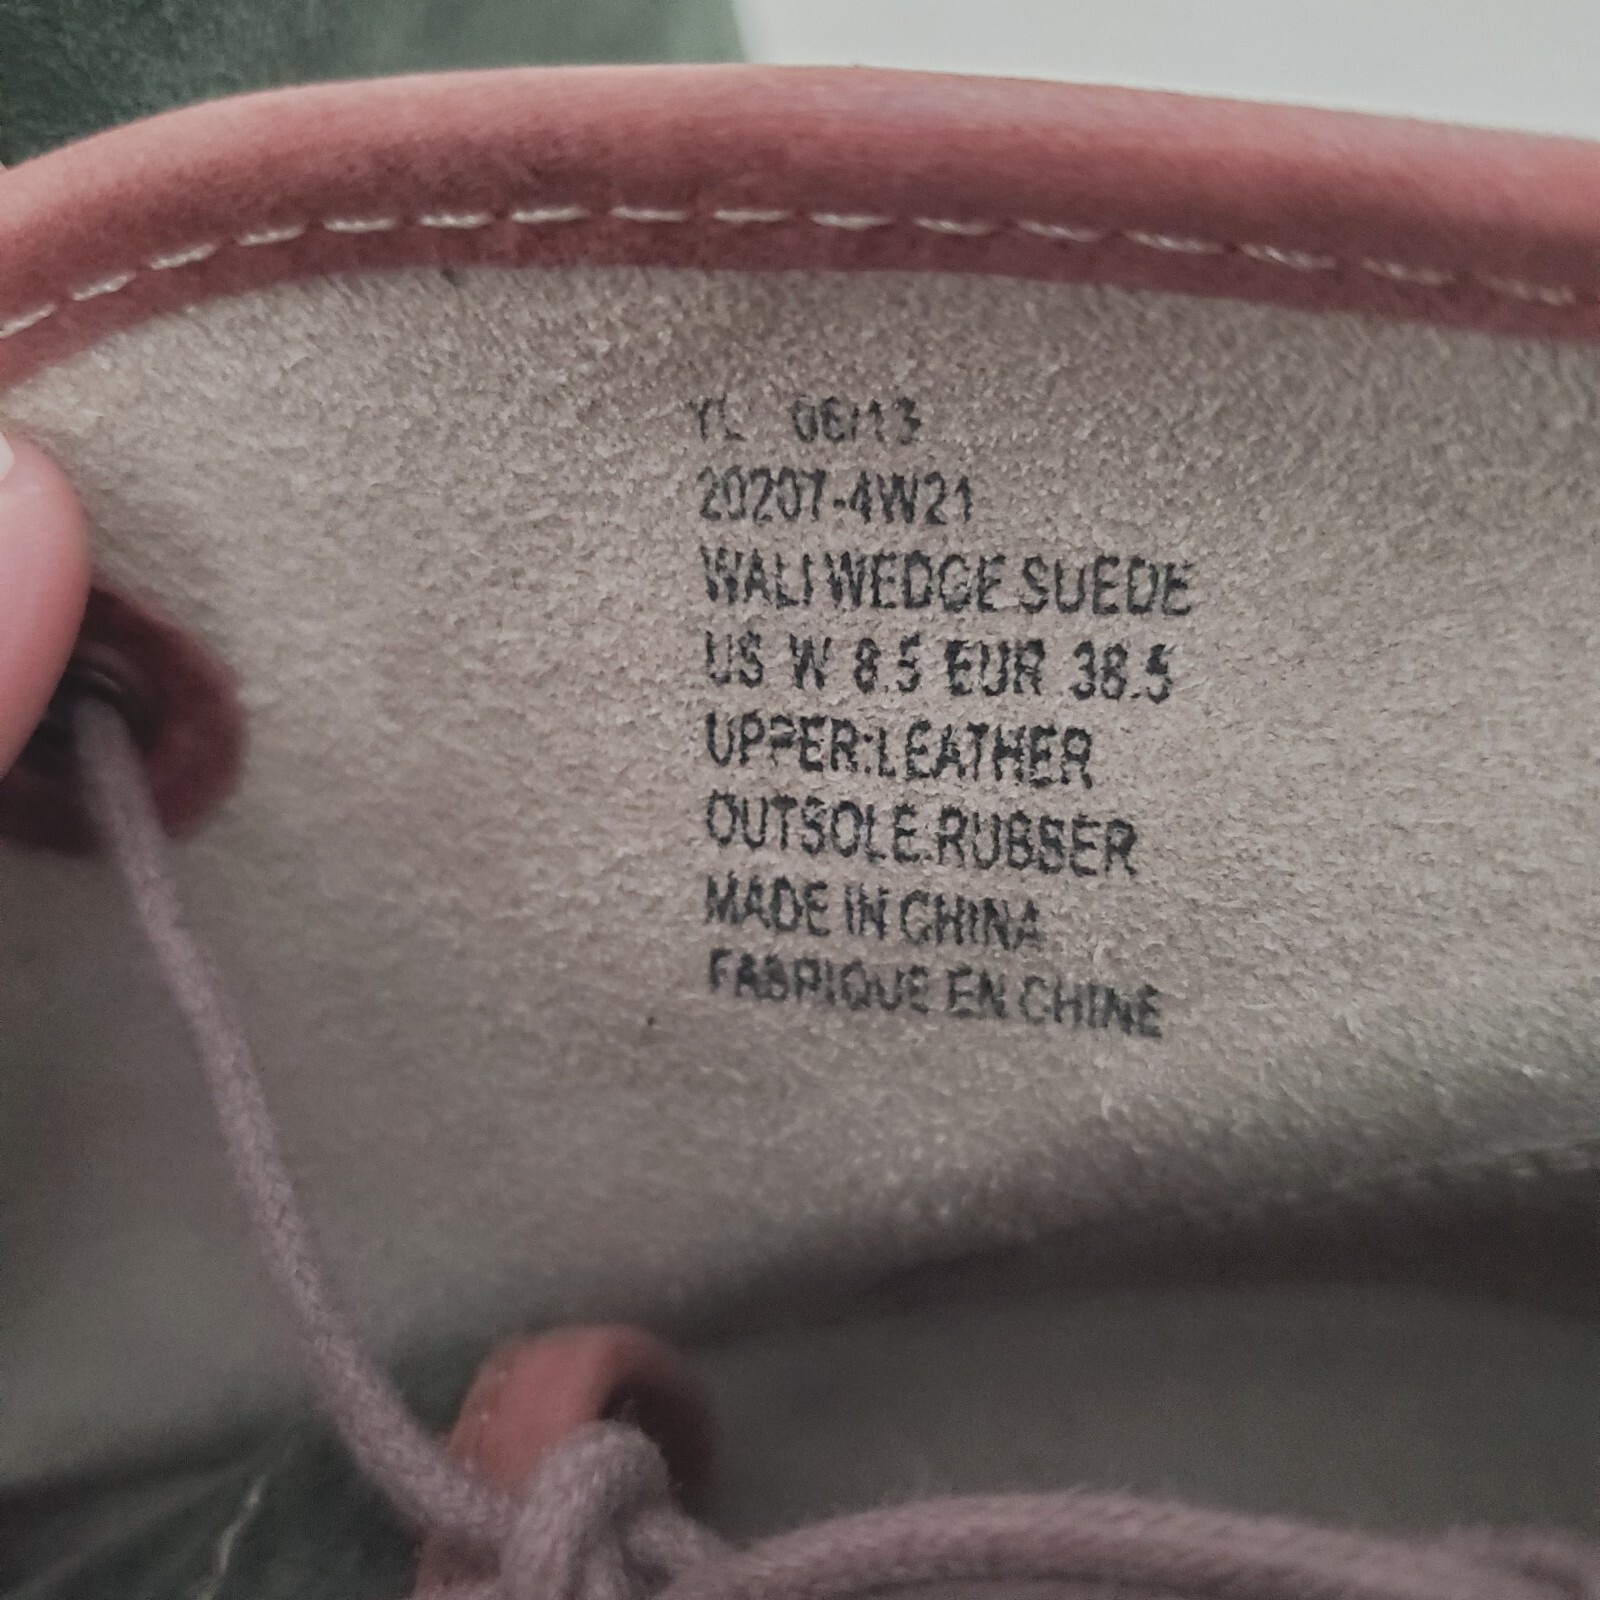 YL 06/13
20207-4W21
WALI WEDGE SUEDE
US W 8.5 EUR 38.5
UPPER:LEATHER
OUTSOLE:RUBBER
MADE IN CHINA
FABRIQUE EN CHINE